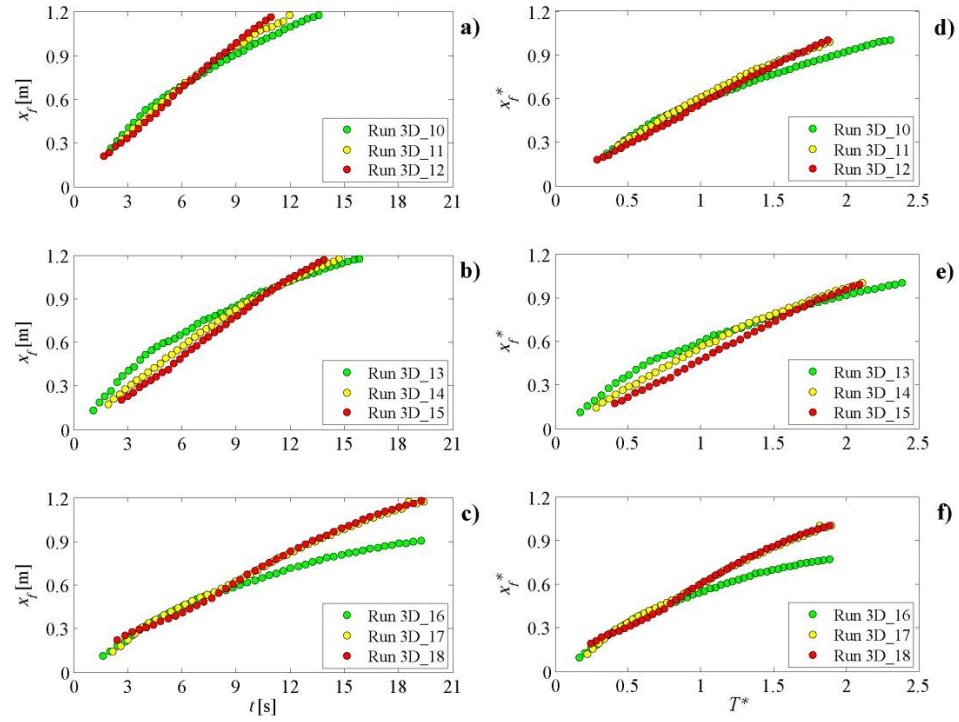 1.2
0.9
0.6
0.3
0
x_f [m]
a)
Run 3D_10
Run 3D_11
Run 3D_12
0 3 6 9 12 15 18 21
1.2
0.9
0.6
0.3
0
x_f*
d)
Run 3D_10
Run 3D_11
Run 3D_12
0 0.5 1 1.5 2 2.5
1.2
0.9
0.6
0.3
0
x_f [m]
b)
Run 3D_13
Run 3D_14
Run 3D_15
0 3 6 9 12 15 18 21
1.2
0.9
0.6
0.3
0
x_f*
e)
Run 3D_13
Run 3D_14
Run 3D_15
0 0.5 1 1.5 2 2.5
1.2
0.9
0.6
0.3
0
x_f [m]
c)
Run 3D_16
Run 3D_17
Run 3D_18
0 3 6 9 12 15 18 21
t [s]
1.2
0.9
0.6
0.3
0
x_f*
f)
Run 3D_16
Run 3D_17
Run 3D_18
0 0.5 1 1.5 2 2.5
T*